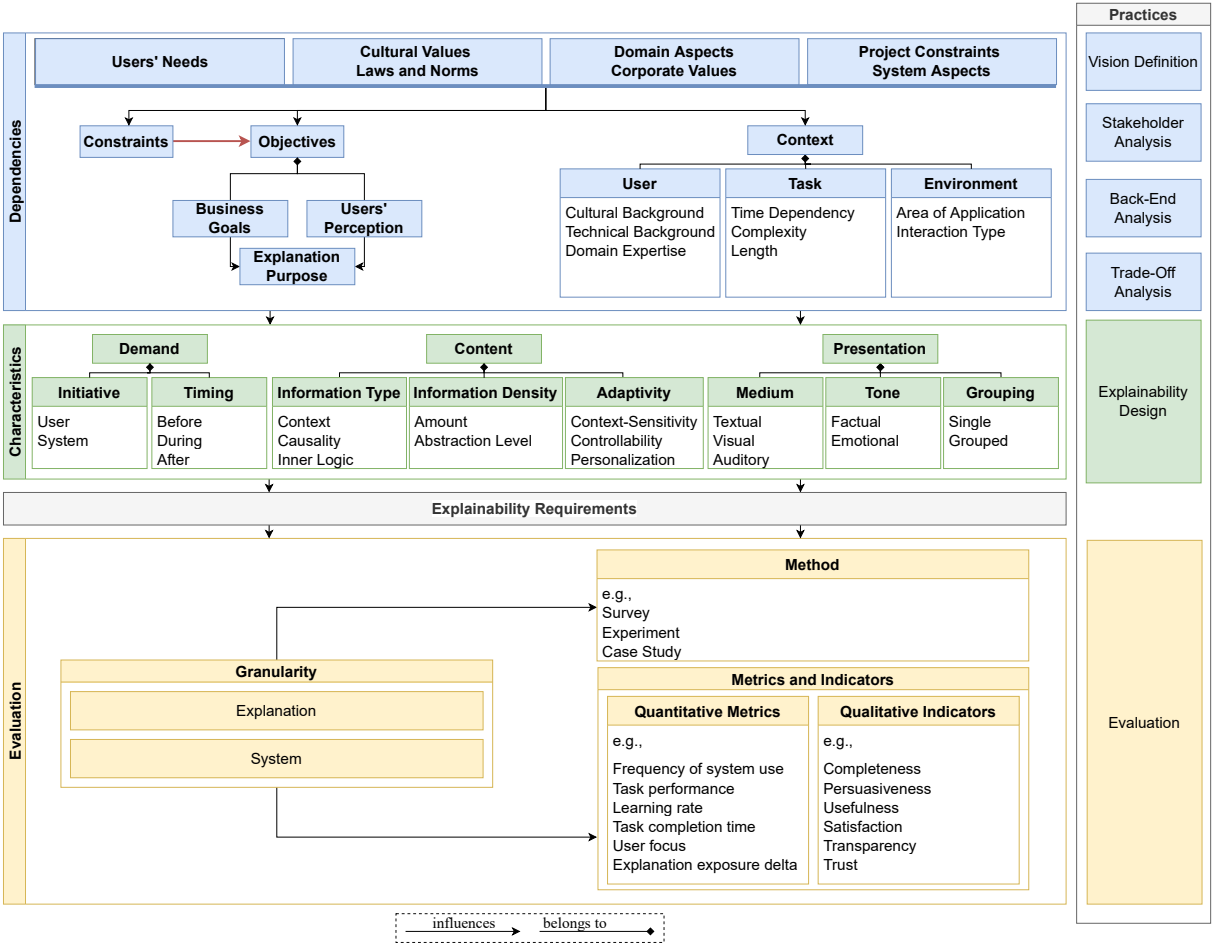 Practices
Users' Needs
Cultural Values
Laws and Norms
Domain Aspects
Corporate Values
Project Constraints
System Aspects
Vision Definition
Dependencies
Constraints
Objectives
Context
Stakeholder
Analysis
Business
Goals
Users'
Perception
Explanation
Purpose
User
Cultural Background
Technical Background
Domain Expertise
Task
Time Dependency
Complexity
Length
Environment
Area of Application
Interaction Type
Back-End
Analysis
Trade-Off
Analysis
Characteristics
Demand
Initiative
User
System
Timing
Before
During
After
Content
Information Type
Context
Causality
Inner Logic
Information Density
Amount
Abstraction Level
Adaptivity
Context-Sensitivity
Controllability
Personalization
Presentation
Medium
Textual
Visual
Auditory
Tone
Factual
Emotional
Grouping
Single
Grouped
Explainability
Design
Explainability Requirements
Evaluation
Granularity
Explanation
System
Method
e.g.,
Survey
Experiment
Case Study
Metrics and Indicators
Quantitative Metrics
e.g.,
Frequency of system use
Task performance
Learning rate
Task completion time
User focus
Explanation exposure delta
Qualitative Indicators
e.g.,
Completeness
Persuasiveness
Usefulness
Satisfaction
Transparency
Trust
Evaluation
influences
belongs to